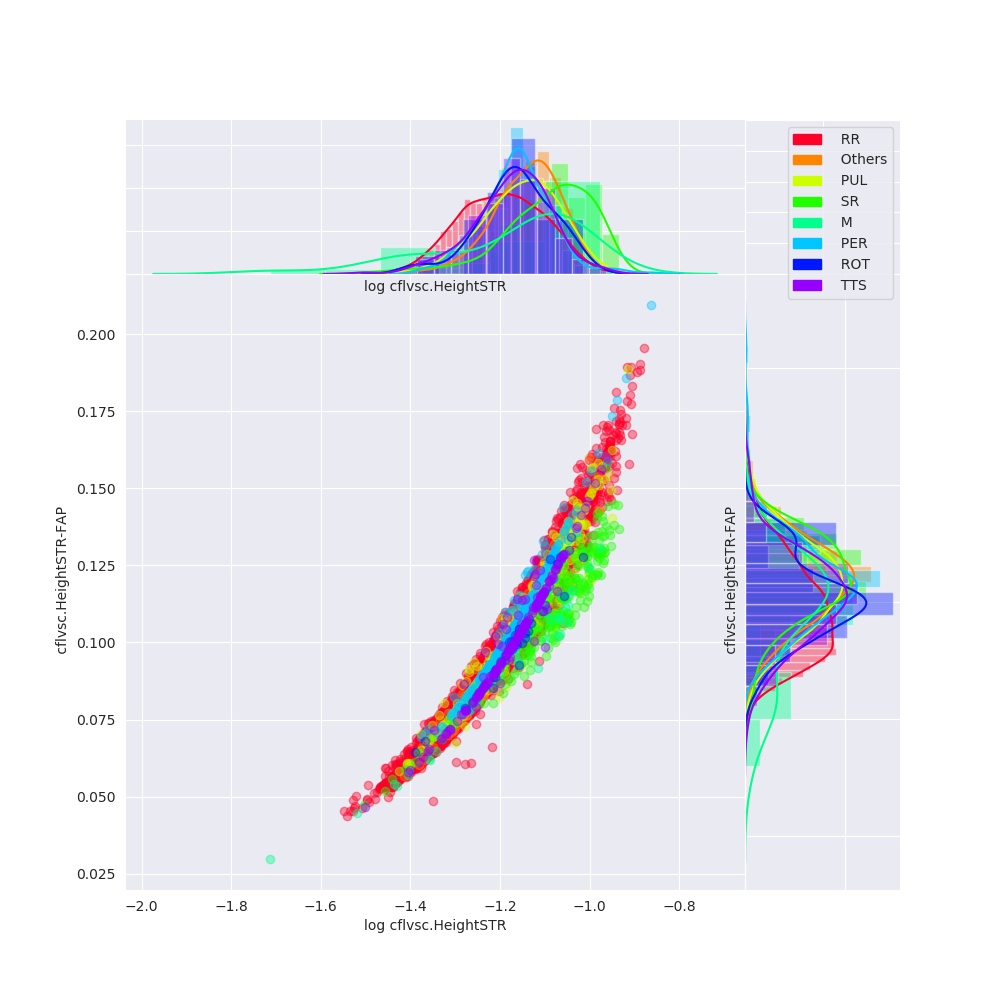 RR
Others
PUL
SR
M
PER
ROT
TTS
log cflvsc.HeightSTR
0.200
0.175
0.150
0.125
0.100
0.075
0.050
0.025
cflvsc.HeightSTR-FAP
cflvsc.HeightSTR-FAP
−2.0
−1.8
−1.6
−1.4
−1.2
−1.0
−0.8
log cflvsc.HeightSTR